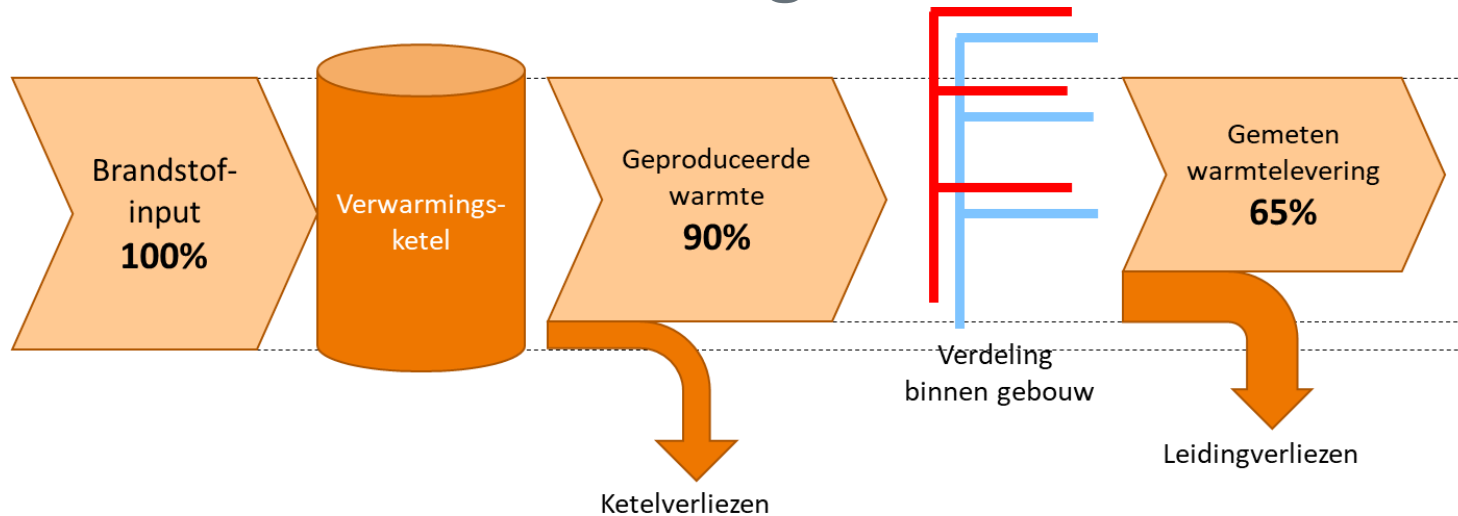 Brandstof-
input
100%
Verwarmings-
ketel
Geproduceerde
warmte
90%
Verdeling
binnen gebouw
Gemeten
warmtelevering
65%
Ketelverliezen
Leidingverliezen